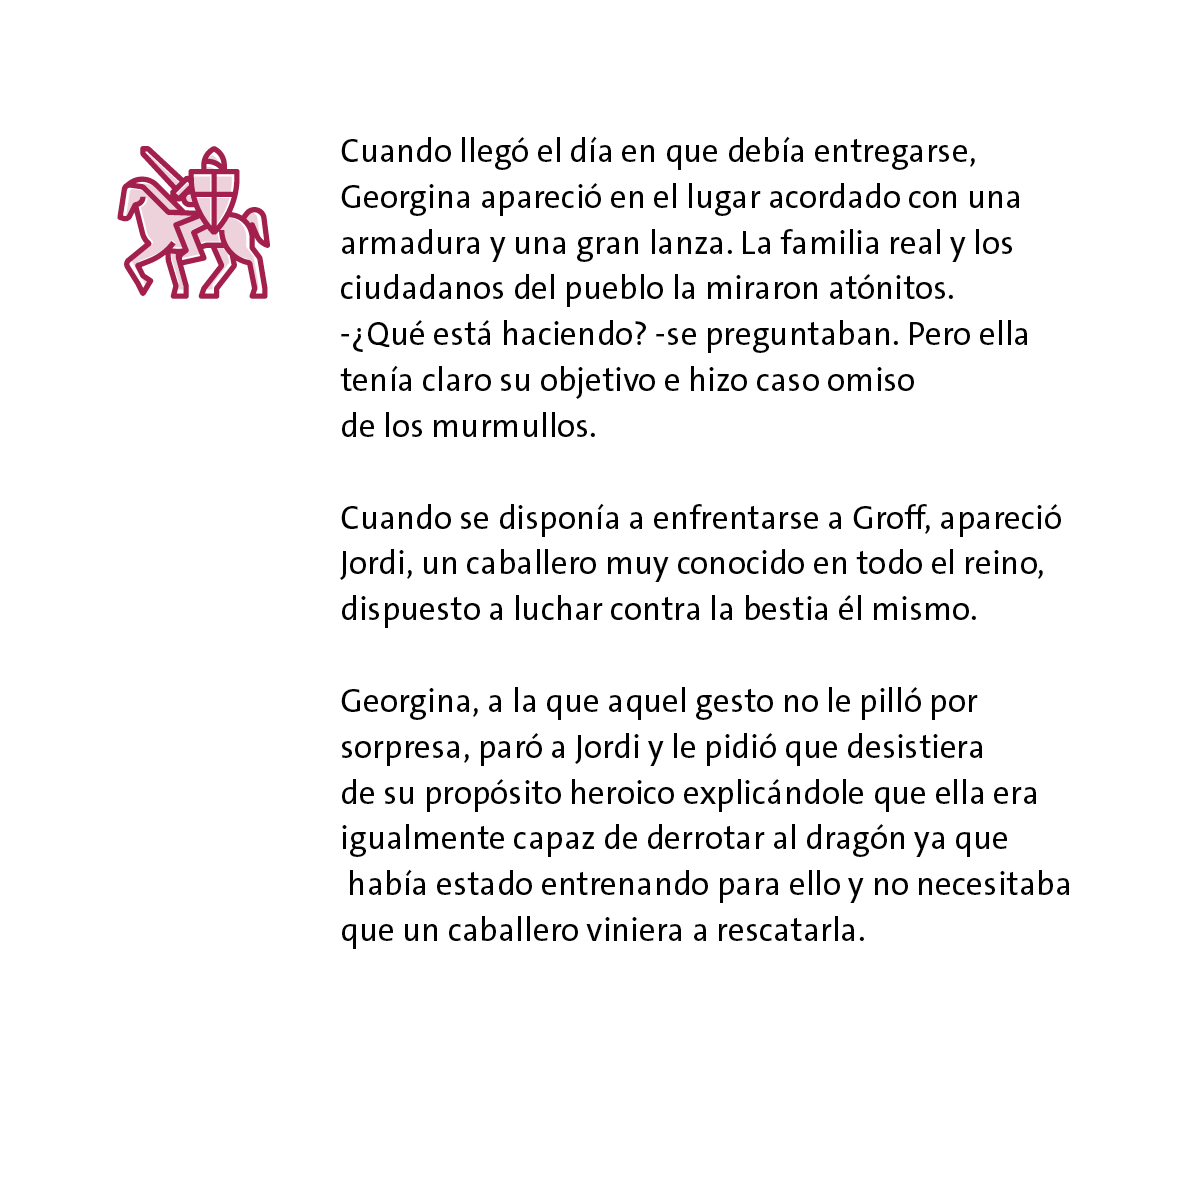 Cuando llegó el día en que debía entregarse,
Georgina apareció en el lugar acordado con una
armadura y una gran lanza. La familia real y los
ciudadanos del pueblo la miraron atónitos.
-¿Qué está haciendo? -se preguntaban. Pero ella
tenía claro su objetivo e hizo caso omiso
de los murmullos.

Cuando se disponía a enfrentarse a Groff, apareció
Jordi, un caballero muy conocido en todo el reino,
dispuesto a luchar contra la bestia él mismo.

Georgina, a la que aquel gesto no le pilló por
sorpresa, paró a Jordi y le pidió que desistiera
de su propósito heroico explicándole que ella era
igualmente capaz de derrotar al dragón ya que
había estado entrenando para ello y no necesitaba
que un caballero viniera a rescatarla.